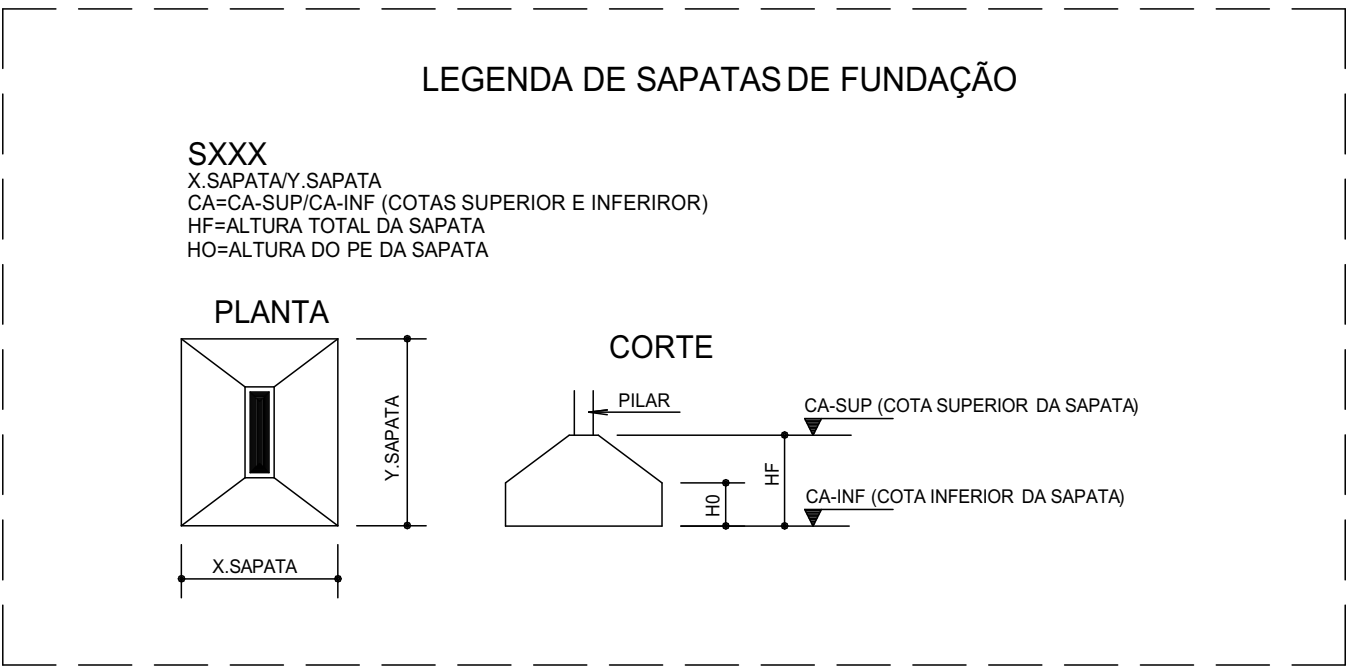 LEGENDA DE SAPATAS DE FUNDAÇÃO
SXXX
X.SAPATA/Y.SAPATA
CA=CA-SUP/CA-INF (COTAS SUPERIOR E INFERIROR)
HF=ALTURA TOTAL DA SAPATA
HO=ALTURA DO PE DA SAPATA
PLANTA
CORTE
Y.SAPATA
X.SAPATA
PILAR
H0
HF
CA-SUP (COTA SUPERIOR DA SAPATA)
CA-INF (COTA INFERIOR DA SAPATA)